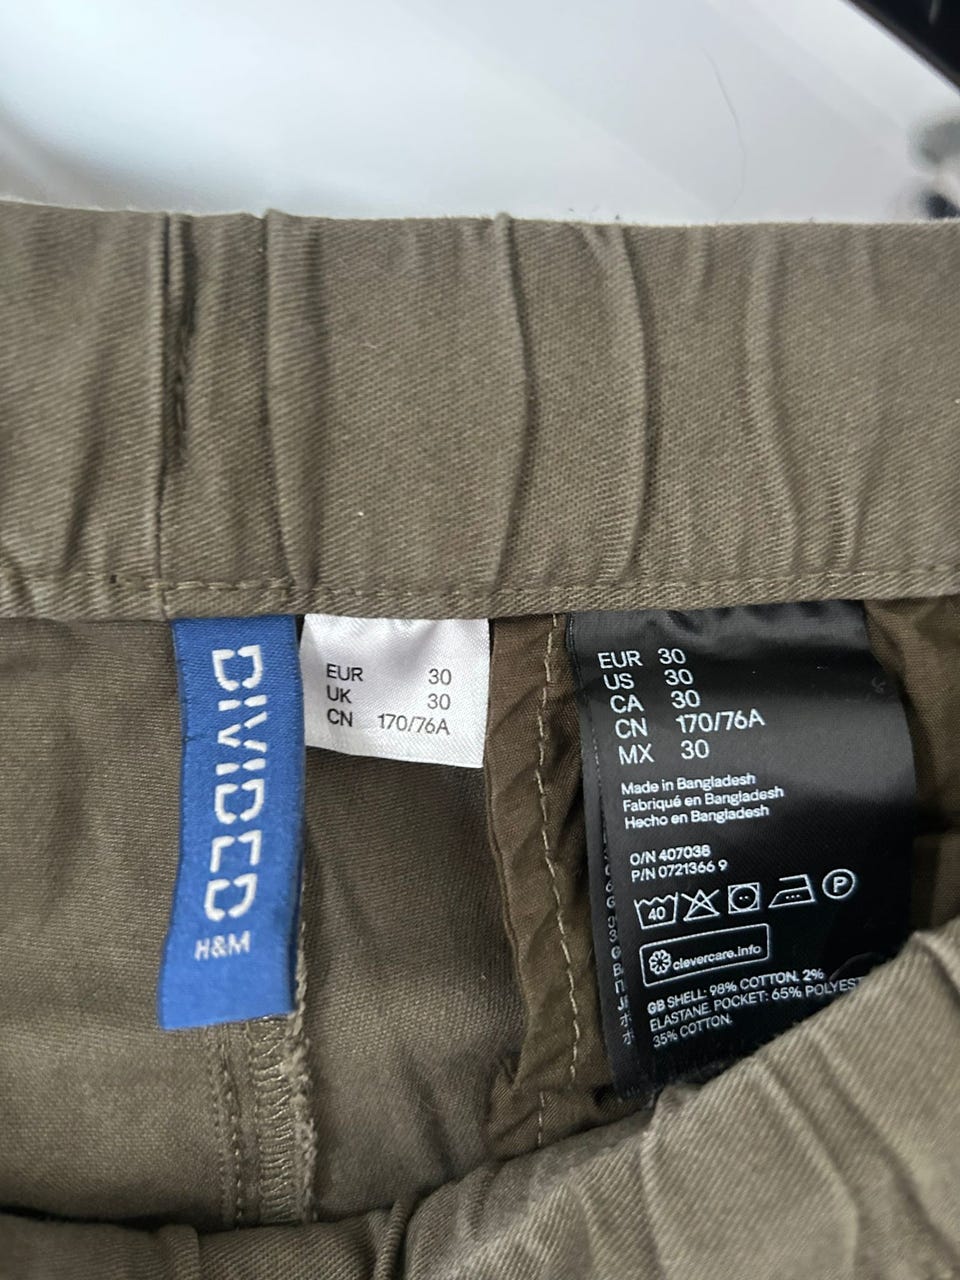 DIVIDED
H&M
EUR 30
UK 30
CN 170/76A
EUR 30
US 30
CA 30
CN 170/76A
MX 30
Made in Bangladesh
Fabriqué en Bangladesh
Hecho en Bangladesh
O/N 407038
P/N 0721366 9
40
P
clevercare.info
GB SHELL: 98% COTTON. 2%
ELASTANE. POCKET: 65%
35% COTTON.